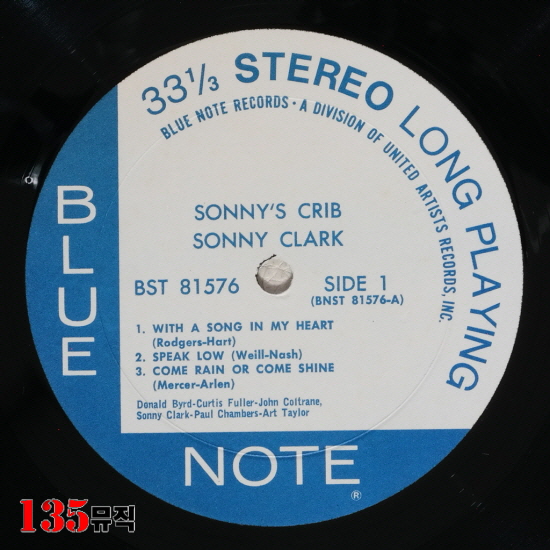 33 1/3 STEREO LONG PLAYING
BLUE NOTE RECORDS • A DIVISION OF UNITED ARTISTS RECORDS, INC.
SONNY'S CRIB
SONNY CLARK
BST 81576
SIDE 1
(BNST 81576-A)
1. WITH A SONG IN MY HEART
(Rodgers-Hart)
2. SPEAK LOW (Weill-Nash)
3. COME RAIN OR COME SHINE
(Mercer-Arlen)
Donald Byrd-Curtis Fuller-John Coltrane,
Sonny Clark-Paul Chambers-Art Taylor
BLUE
NOTE
®
135뮤직